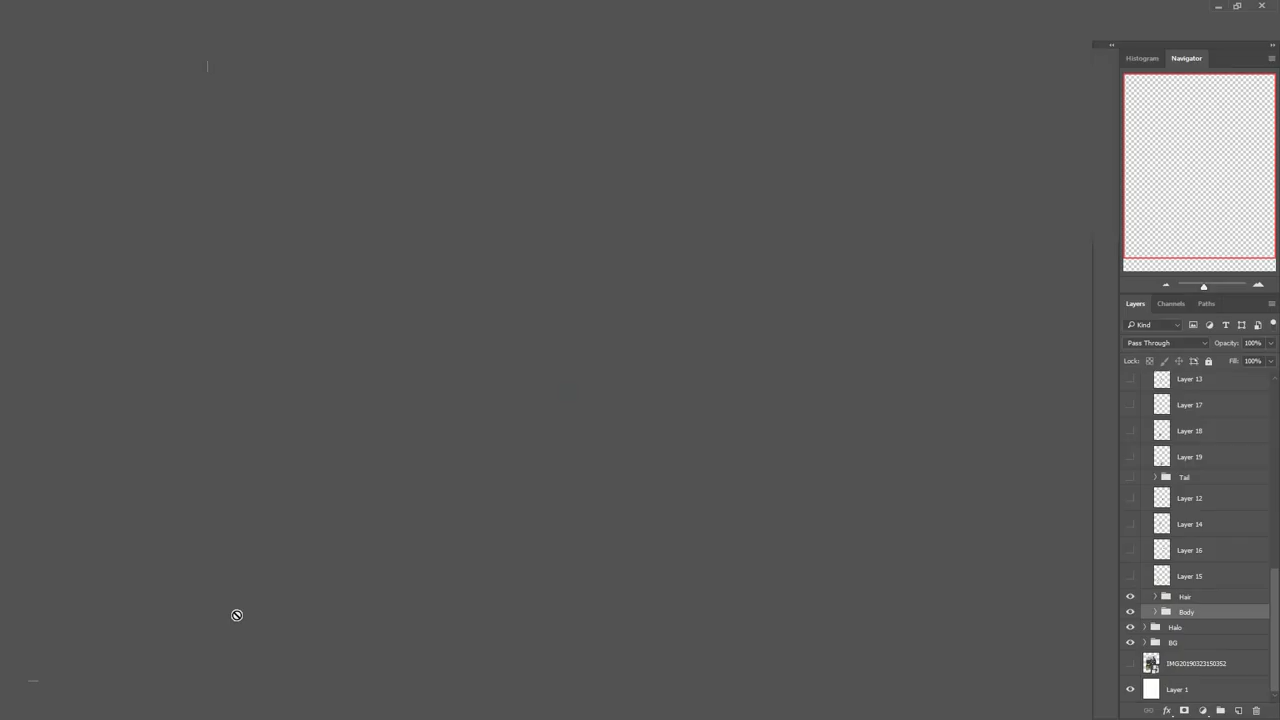 Histogram Navigator
Layers Channels Paths
Kind
Pass Through Opacity: 100%
Lock: Fill: 100%
Layer 13
Layer 17
Layer 18
Layer 19
Tail
Layer 12
Layer 14
Layer 16
Layer 15
Hair
Body
Halo
BG
IMG20190323150352
Layer 1
fx